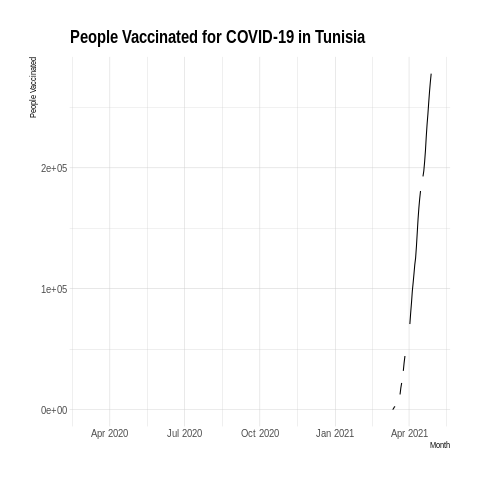 People Vaccinated for COVID-19 in Tunisia
People Vaccinated
2e+05
1e+05
0e+00
Apr 2020 Jul 2020 Oct 2020 Jan 2021 Apr 2021
Month